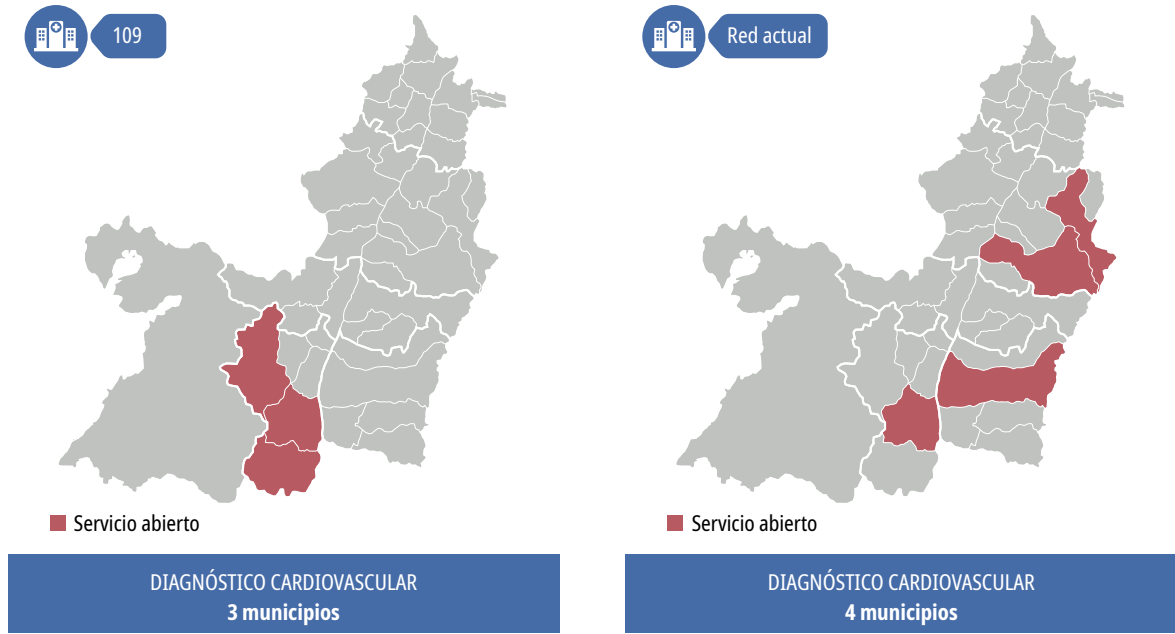 109
Servicio abierto
DIAGNÓSTICO CARDIOVASCULAR
3 municipios
Red actual
Servicio abierto
DIAGNÓSTICO CARDIOVASCULAR
4 municipios